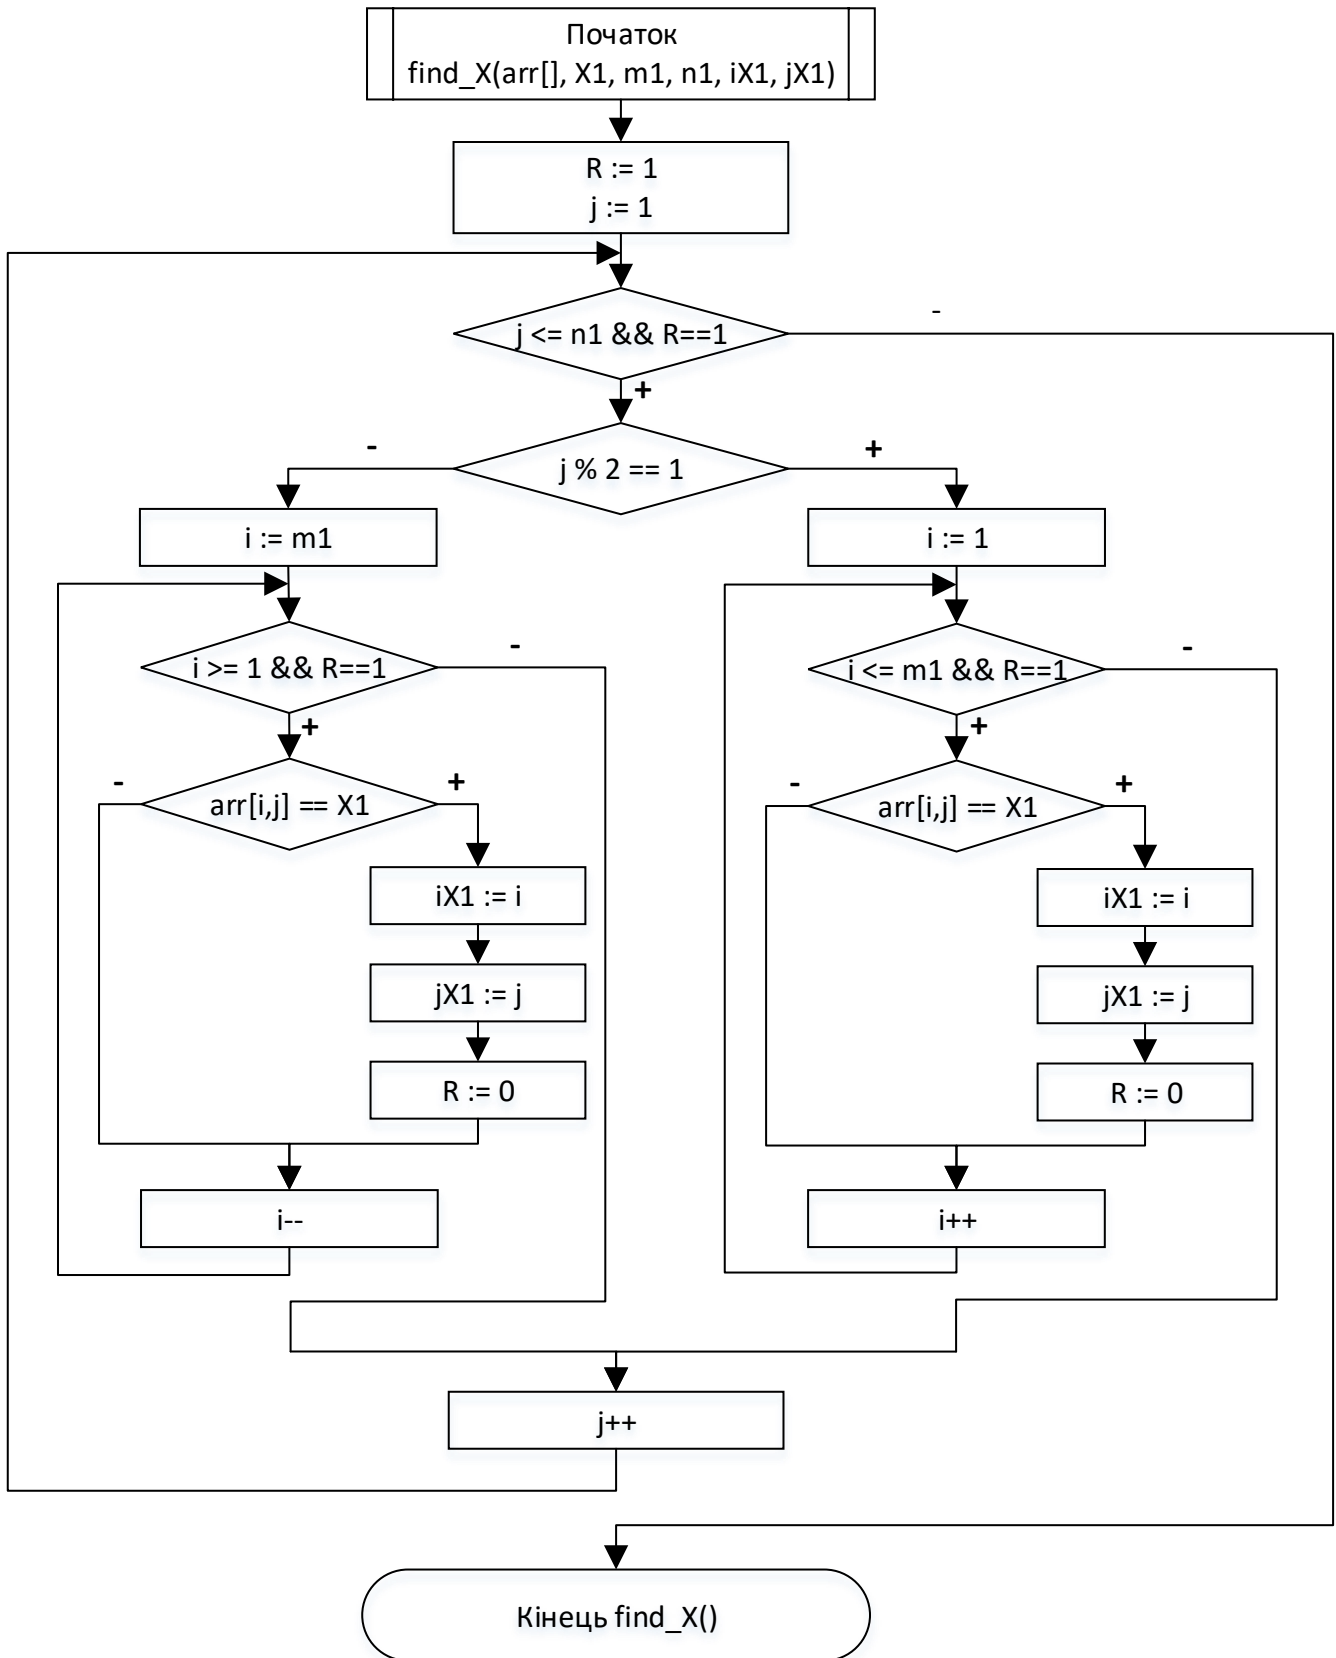 Початок
find_X(arr[], X1, m1, n1, iX1, jX1)
R := 1
j := 1
j <= n1 && R==1
-
+
j % 2 == 1
-
+
i := m1
i := 1
i >= 1 && R==1
-
+
i <= m1 && R==1
-
+
arr[i,j] == X1
-
+
arr[i,j] == X1
-
+
iX1 := i
iX1 := i
jX1 := j
jX1 := j
R := 0
R := 0
i--
i++
j++
Кінець find_X()